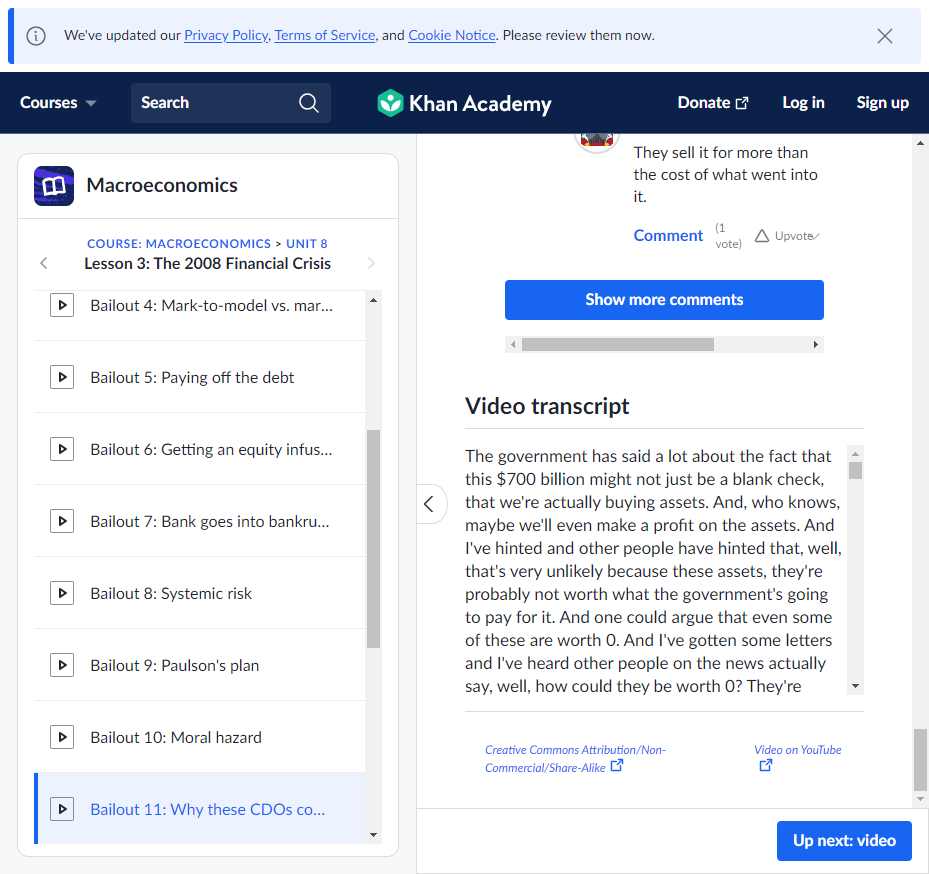 We've updated our Privacy Policy, Terms of Service, and Cookie Notice. Please review them now.
Courses
Search
Khan Academy
Donate
Log in
Sign up
Macroeconomics
COURSE: MACROECONOMICS > UNIT 8
Lesson 3: The 2008 Financial Crisis
Bailout 4: Mark-to-model vs. mar...
Bailout 5: Paying off the debt
Bailout 6: Getting an equity infus...
Bailout 7: Bank goes into bankru...
Bailout 8: Systemic risk
Bailout 9: Paulson's plan
Bailout 10: Moral hazard
Bailout 11: Why these CDOs co...
They sell it for more than
the cost of what went into
it.
Comment
(1
vote)
Upvote
Show more comments
Video transcript
The government has said a lot about the fact that
this $700 billion might not just be a blank check,
that we're actually buying assets. And, who knows,
maybe we'll even make a profit on the assets. And
I've hinted and other people have hinted that, well,
that's very unlikely because these assets, they're
probably not worth what the government's going
to pay for it. And one could argue that even some
of these are worth 0. And I've gotten some letters
and I've heard other people on the news actually
say, well, how could they be worth 0? They're
Creative Commons Attribution/Non-
Commercial/Share-Alike
Video on YouTube
Up next: video